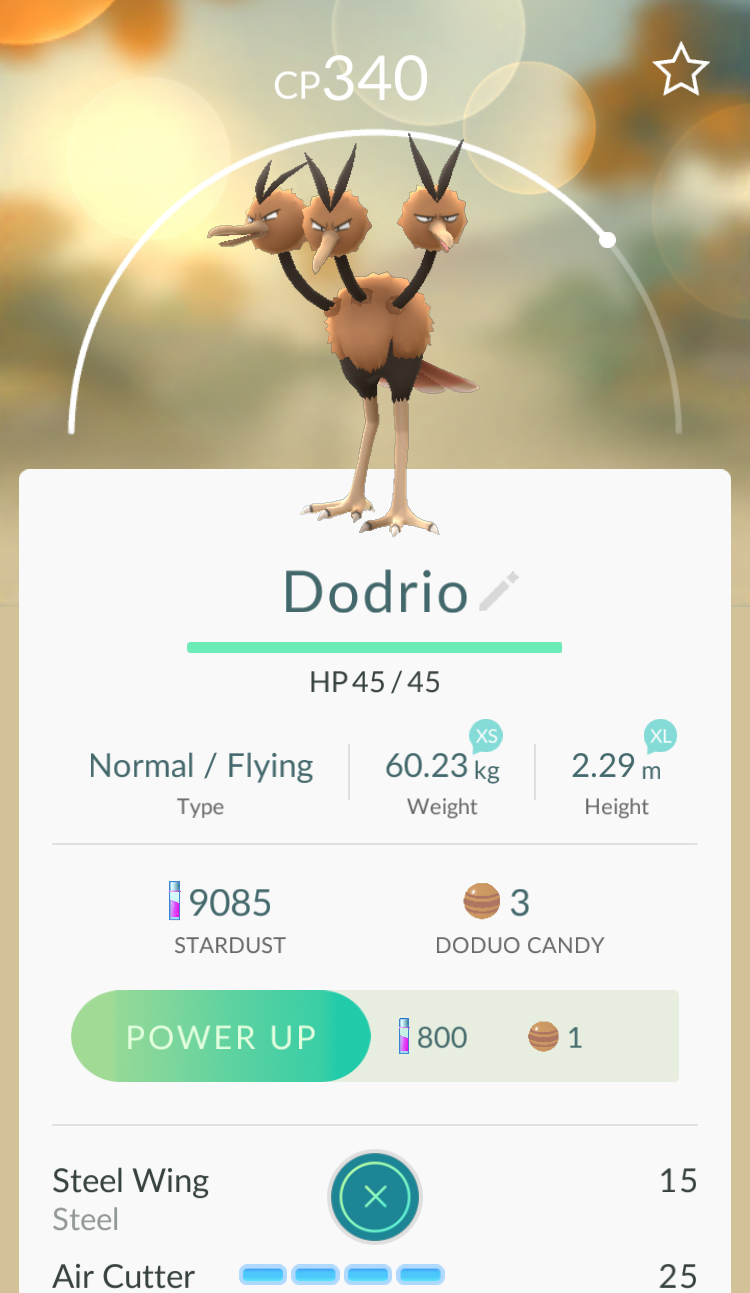 CP340
Dodrio
HP 45 / 45
XS XL
Normal / Flying 60.23 kg 2.29 m
Type Weight Height
9085 3
STARDUST DODUO CANDY
POWER UP 800 1
Steel Wing 15
Steel
Air Cutter 25